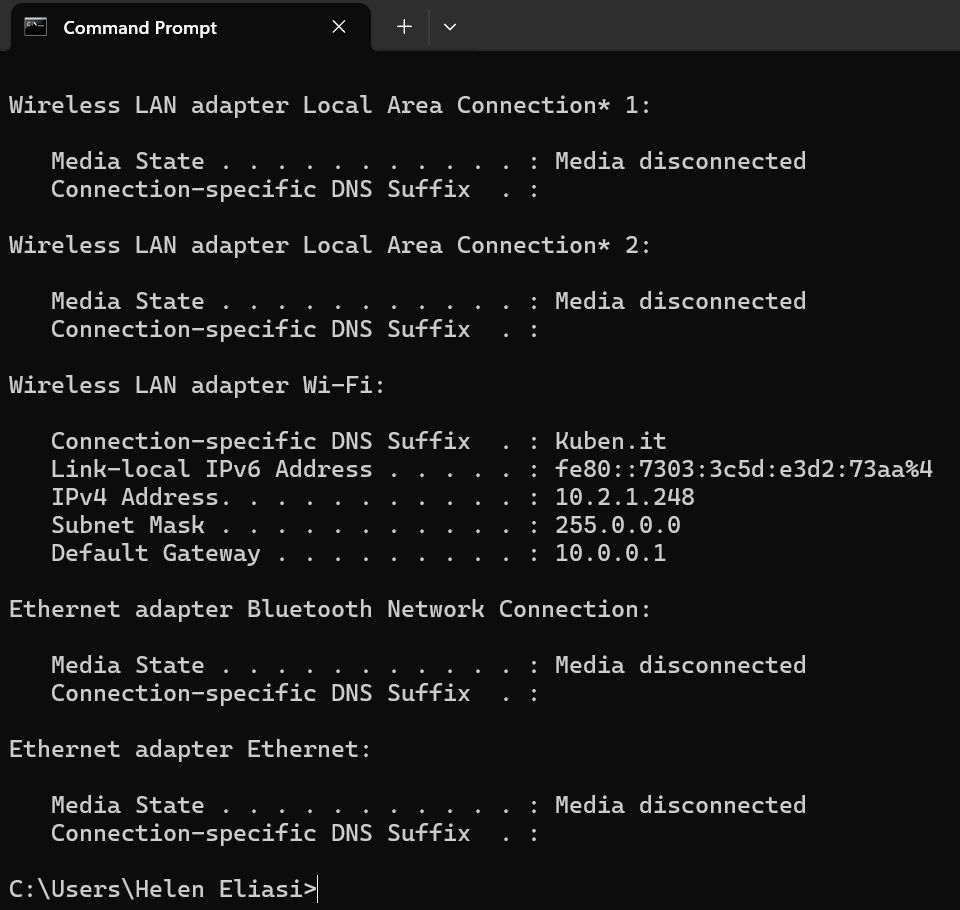 Command Prompt
Wireless LAN adapter Local Area Connection* 1:
Media State . . . . . . . . . . . : Media disconnected
Connection-specific DNS Suffix  . :
Wireless LAN adapter Local Area Connection* 2:
Media State . . . . . . . . . . . : Media disconnected
Connection-specific DNS Suffix  . :
Wireless LAN adapter Wi-Fi:
Connection-specific DNS Suffix  . : Kuben.it
Link-local IPv6 Address . . . . . : fe80::7303:3c5d:e3d2:73aa%4
IPv4 Address. . . . . . . . . . . : 10.2.1.248
Subnet Mask . . . . . . . . . . . : 255.0.0.0
Default Gateway . . . . . . . . . : 10.0.0.1
Ethernet adapter Bluetooth Network Connection:
Media State . . . . . . . . . . . : Media disconnected
Connection-specific DNS Suffix  . :
Ethernet adapter Ethernet:
Media State . . . . . . . . . . . : Media disconnected
Connection-specific DNS Suffix  . :
C:\Users\Helen Eliasi>